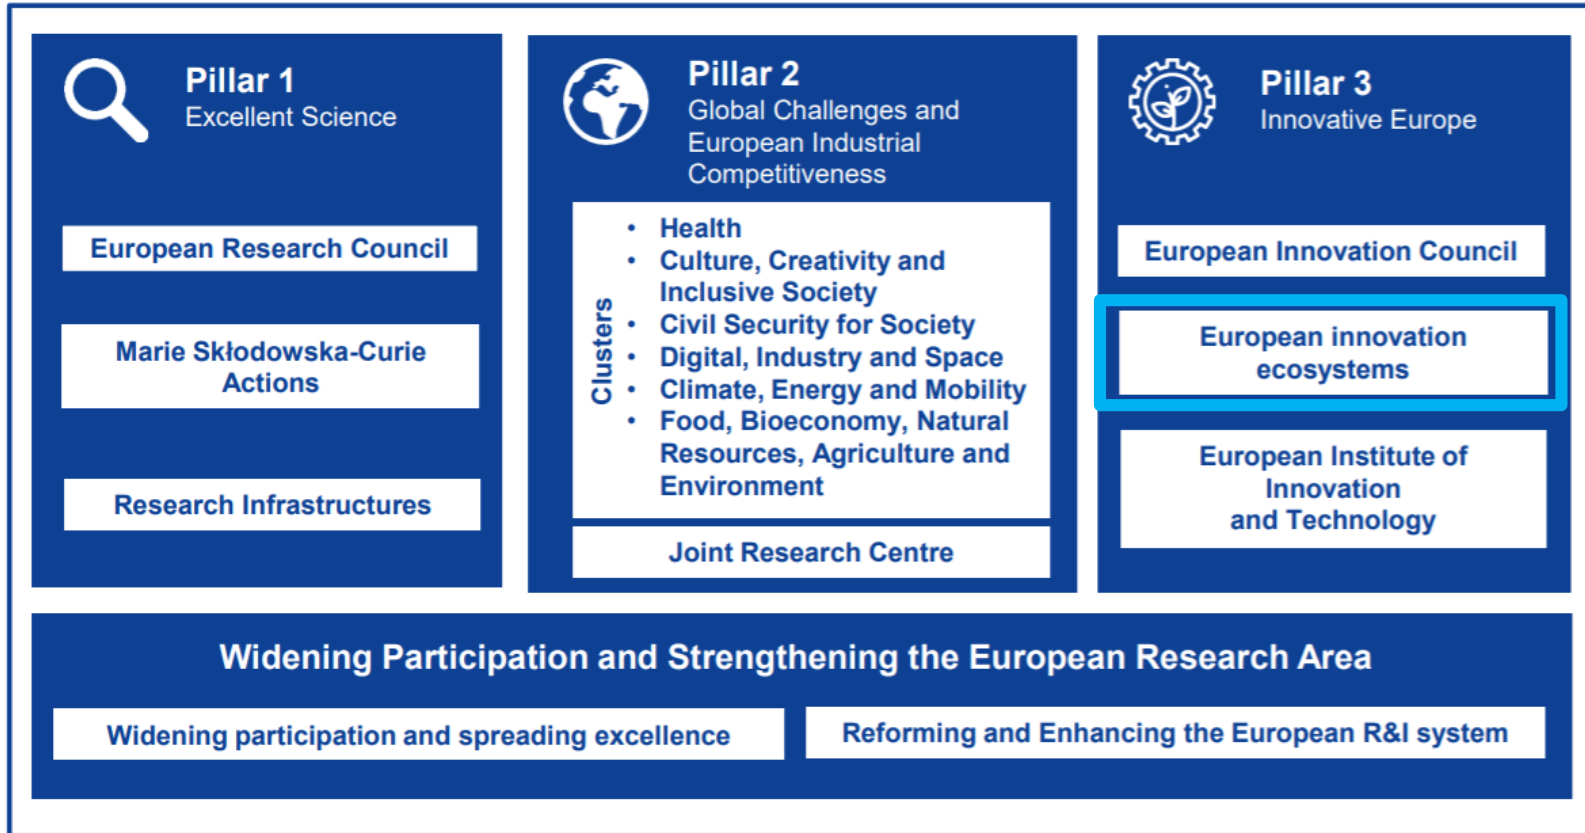 Pillar 1
Excellent Science
European Research Council
Marie Skłodowska-Curie
Actions
Research Infrastructures
Pillar 2
Global Challenges and
European Industrial
Competitiveness
Clusters
• Health
• Culture, Creativity and
Inclusive Society
• Civil Security for Society
• Digital, Industry and Space
• Climate, Energy and Mobility
• Food, Bioeconomy, Natural
Resources, Agriculture and
Environment
Joint Research Centre
Pillar 3
Innovative Europe
European Innovation Council
European innovation
ecosystems
European Institute of
Innovation
and Technology
Widening Participation and Strengthening the European Research Area
Widening participation and spreading excellence
Reforming and Enhancing the European R&I system